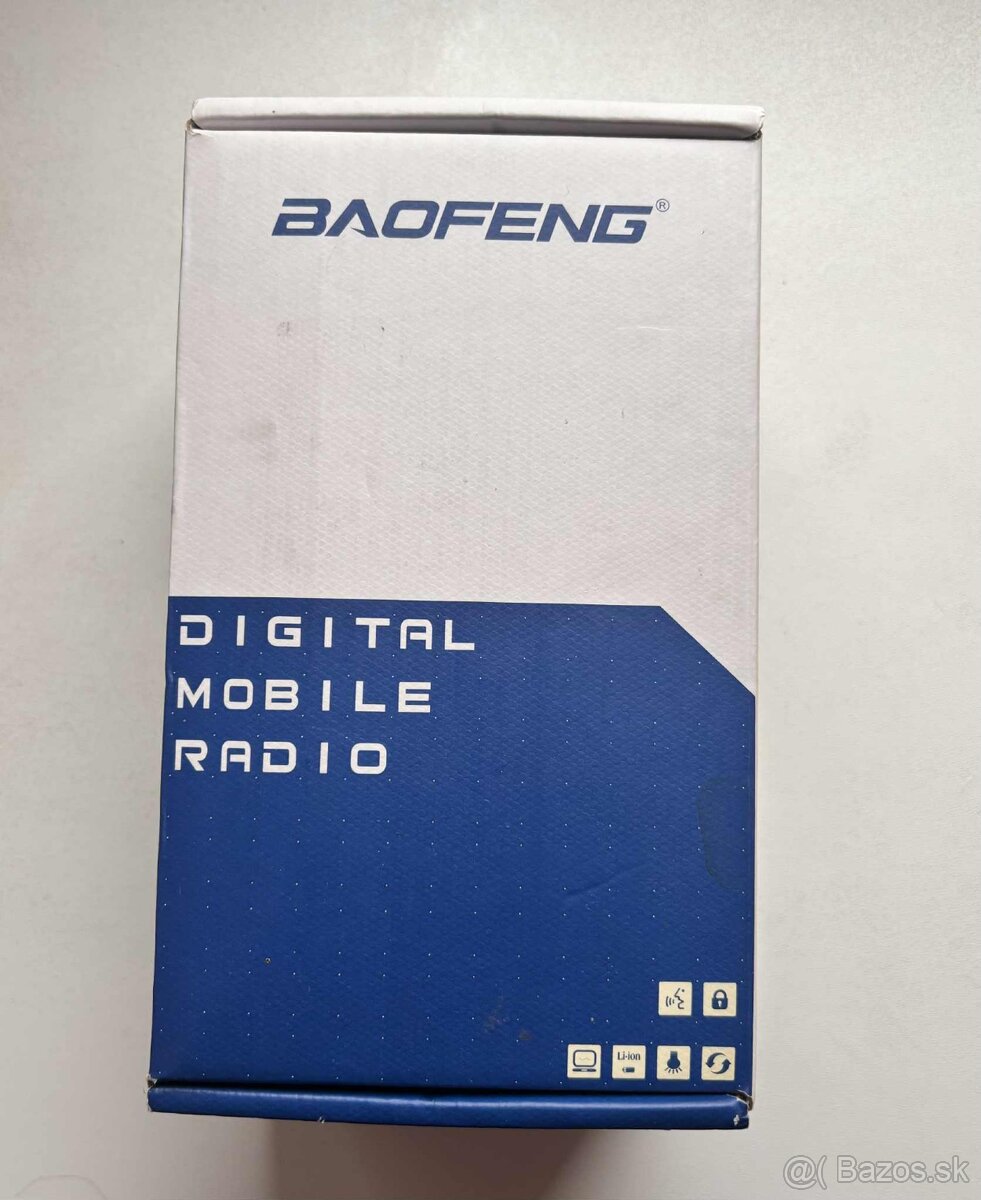 BAOFENG®
DIGITAL
MOBILE
RADIO
Li-ion
@( Bazos.sk